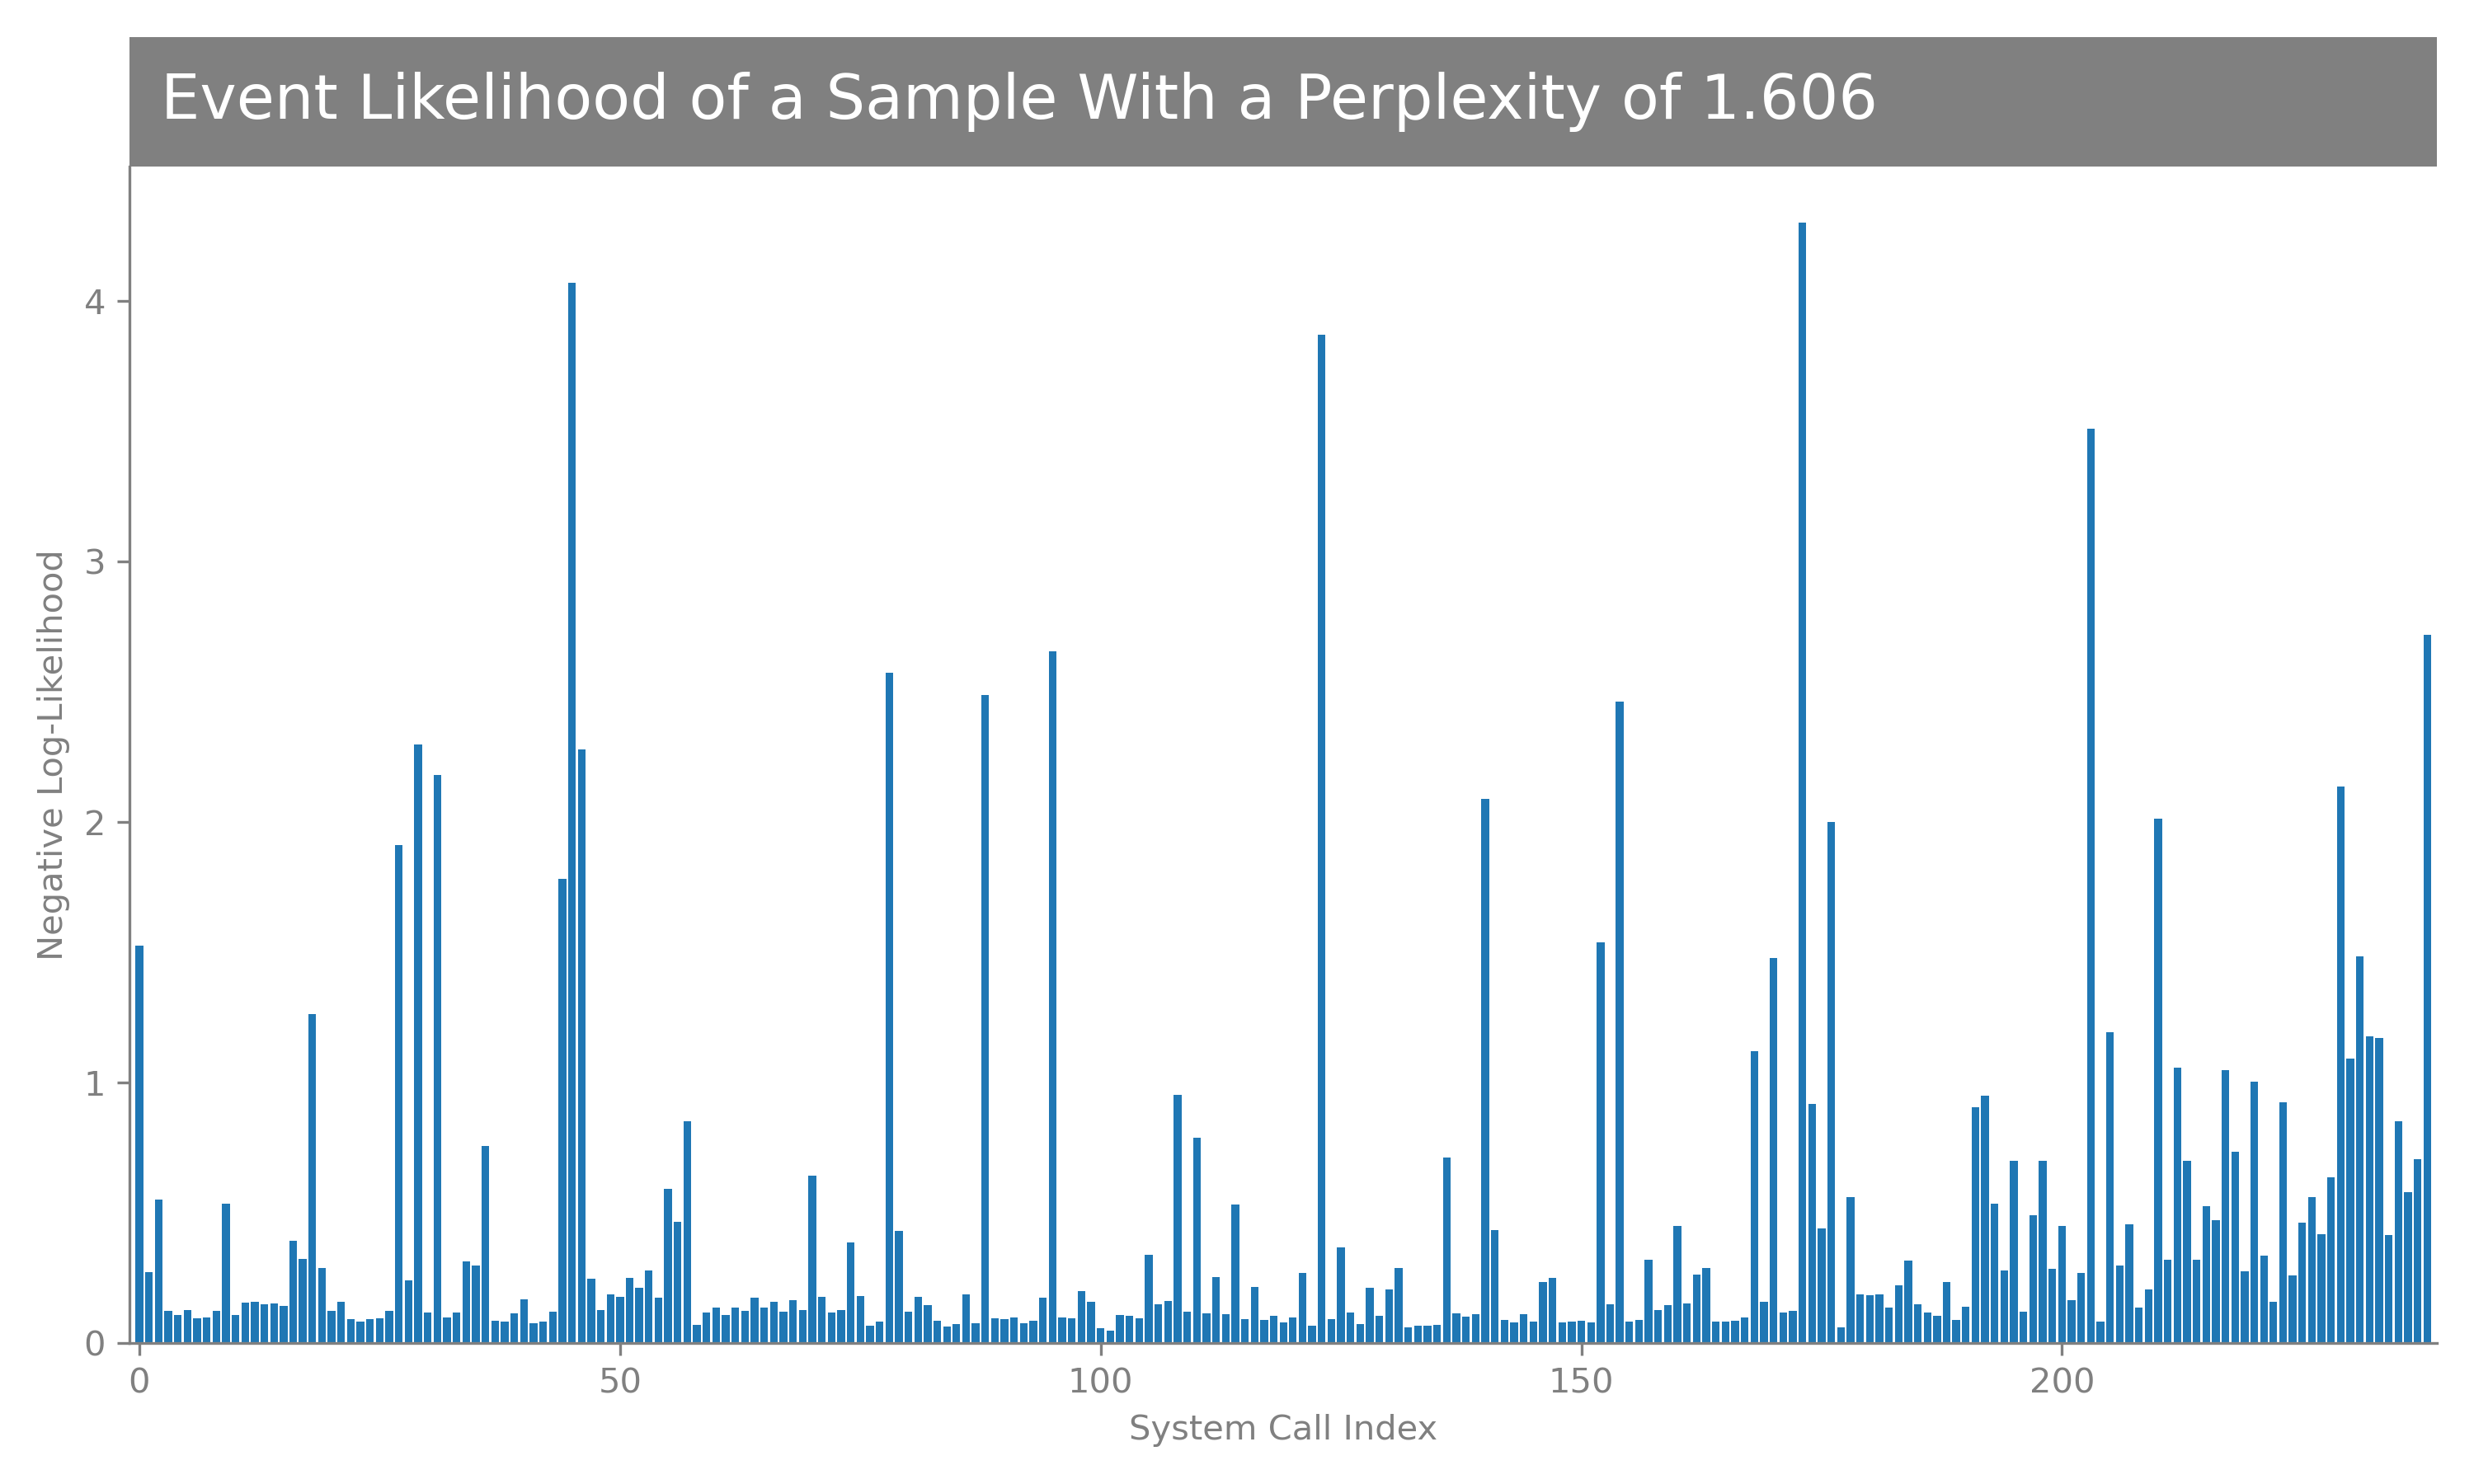 Event Likelihood of a Sample With a Perplexity of 1.606
4
3
2
1
0
Negative Log-Likelihood
0 50 100 150 200
System Call Index